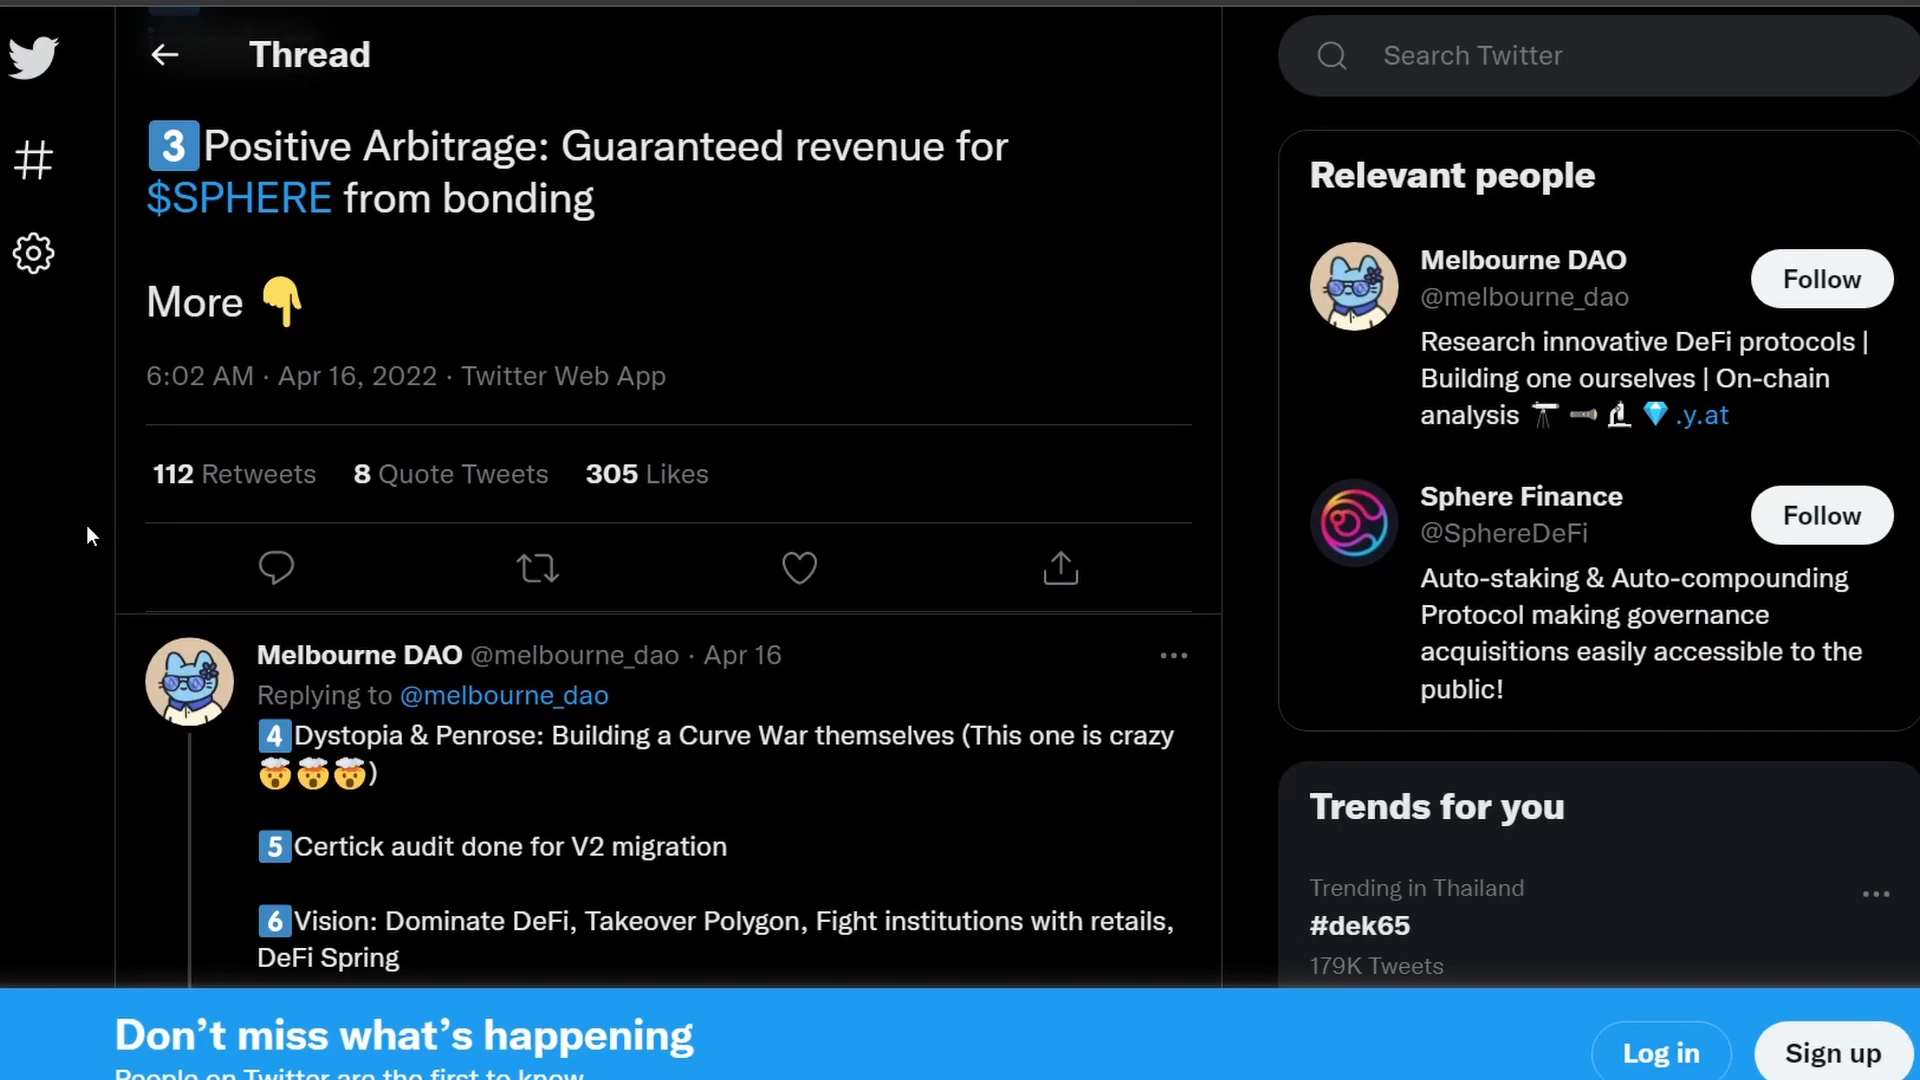 Thread
Search Twitter
3 Positive Arbitrage: Guaranteed revenue for
$SPHERE from bonding
More 👇
6:02 AM · Apr 16, 2022 · Twitter Web App
112 Retweets 8 Quote Tweets 305 Likes
Melbourne DAO @melbourne_dao · Apr 16
Replying to @melbourne_dao
4 Dystopia & Penrose: Building a Curve War themselves (This one is crazy
🤯🤯🤯)
5 Certick audit done for V2 migration
6 Vision: Dominate DeFi, Takeover Polygon, Fight institutions with retails,
DeFi Spring
Relevant people
Melbourne DAO
@melbourne_dao
Follow
Research innovative DeFi protocols |
Building one ourselves | On-chain
analysis 🔭🔦🔬💎.y.at
Sphere Finance
@SphereDeFi
Follow
Auto-staking & Auto-compounding
Protocol making governance
acquisitions easily accessible to the
public!
Trends for you
Trending in Thailand
#dek65
179K Tweets
Don't miss what's happening
People on Twitter are the first to know.
Log in
Sign up